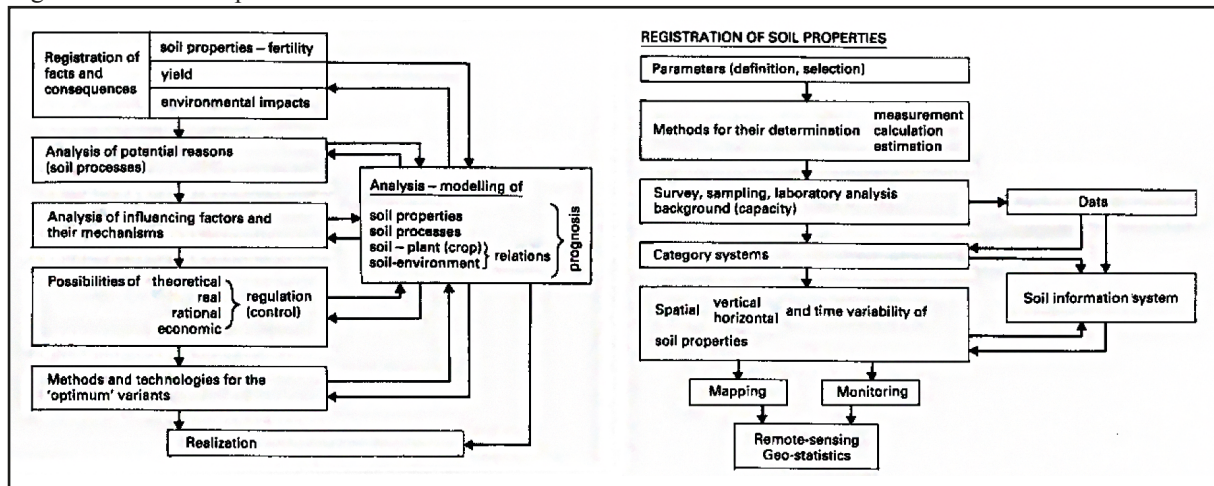 Registration of
facts and
consequences
soil properties – fertility
yield
environmental impacts
Analysis of potential reasons
(soil processes)
Analysis of influencing factors and
their mechanisms
Possibilities of theoretical
real
rational
economic
regulation
(control)
Methods and technologies for the
'optimum' variants
Realization
Analysis – modelling of
soil properties
soil processes
soil – plant (crop)
soil-environment
relations
prognosis
REGISTRATION OF SOIL PROPERTIES
Parameters (definition, selection)
Methods for their determination
measurement
calculation
estimation
Survey, sampling, laboratory analysis
background (capacity)
Data
Category systems
Soil information system
Spatial vertical
horizontal and time variability of
soil properties
Mapping
Monitoring
Remote-sensing
Geo-statistics